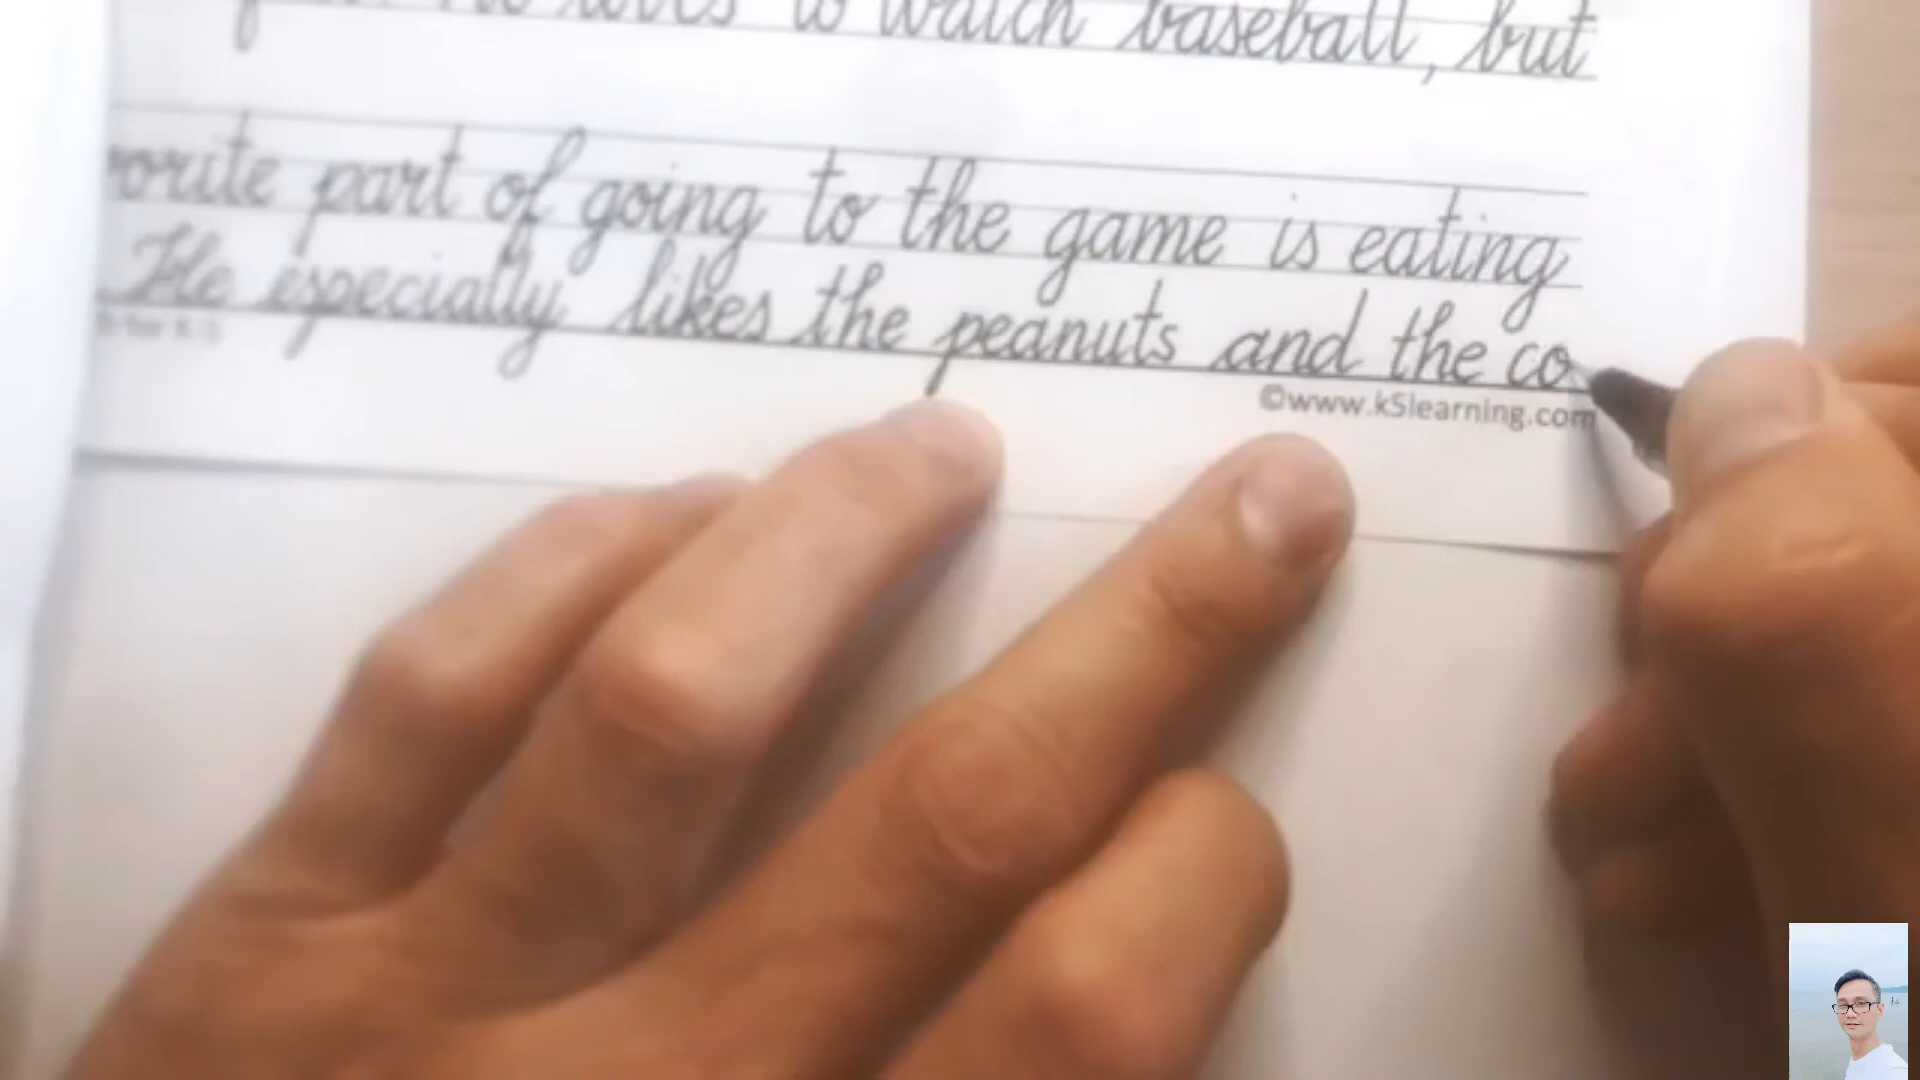 He loves to watch baseball, but
part of going to the game is eating
He especially likes the peanuts and the co
©www.k5learning.com